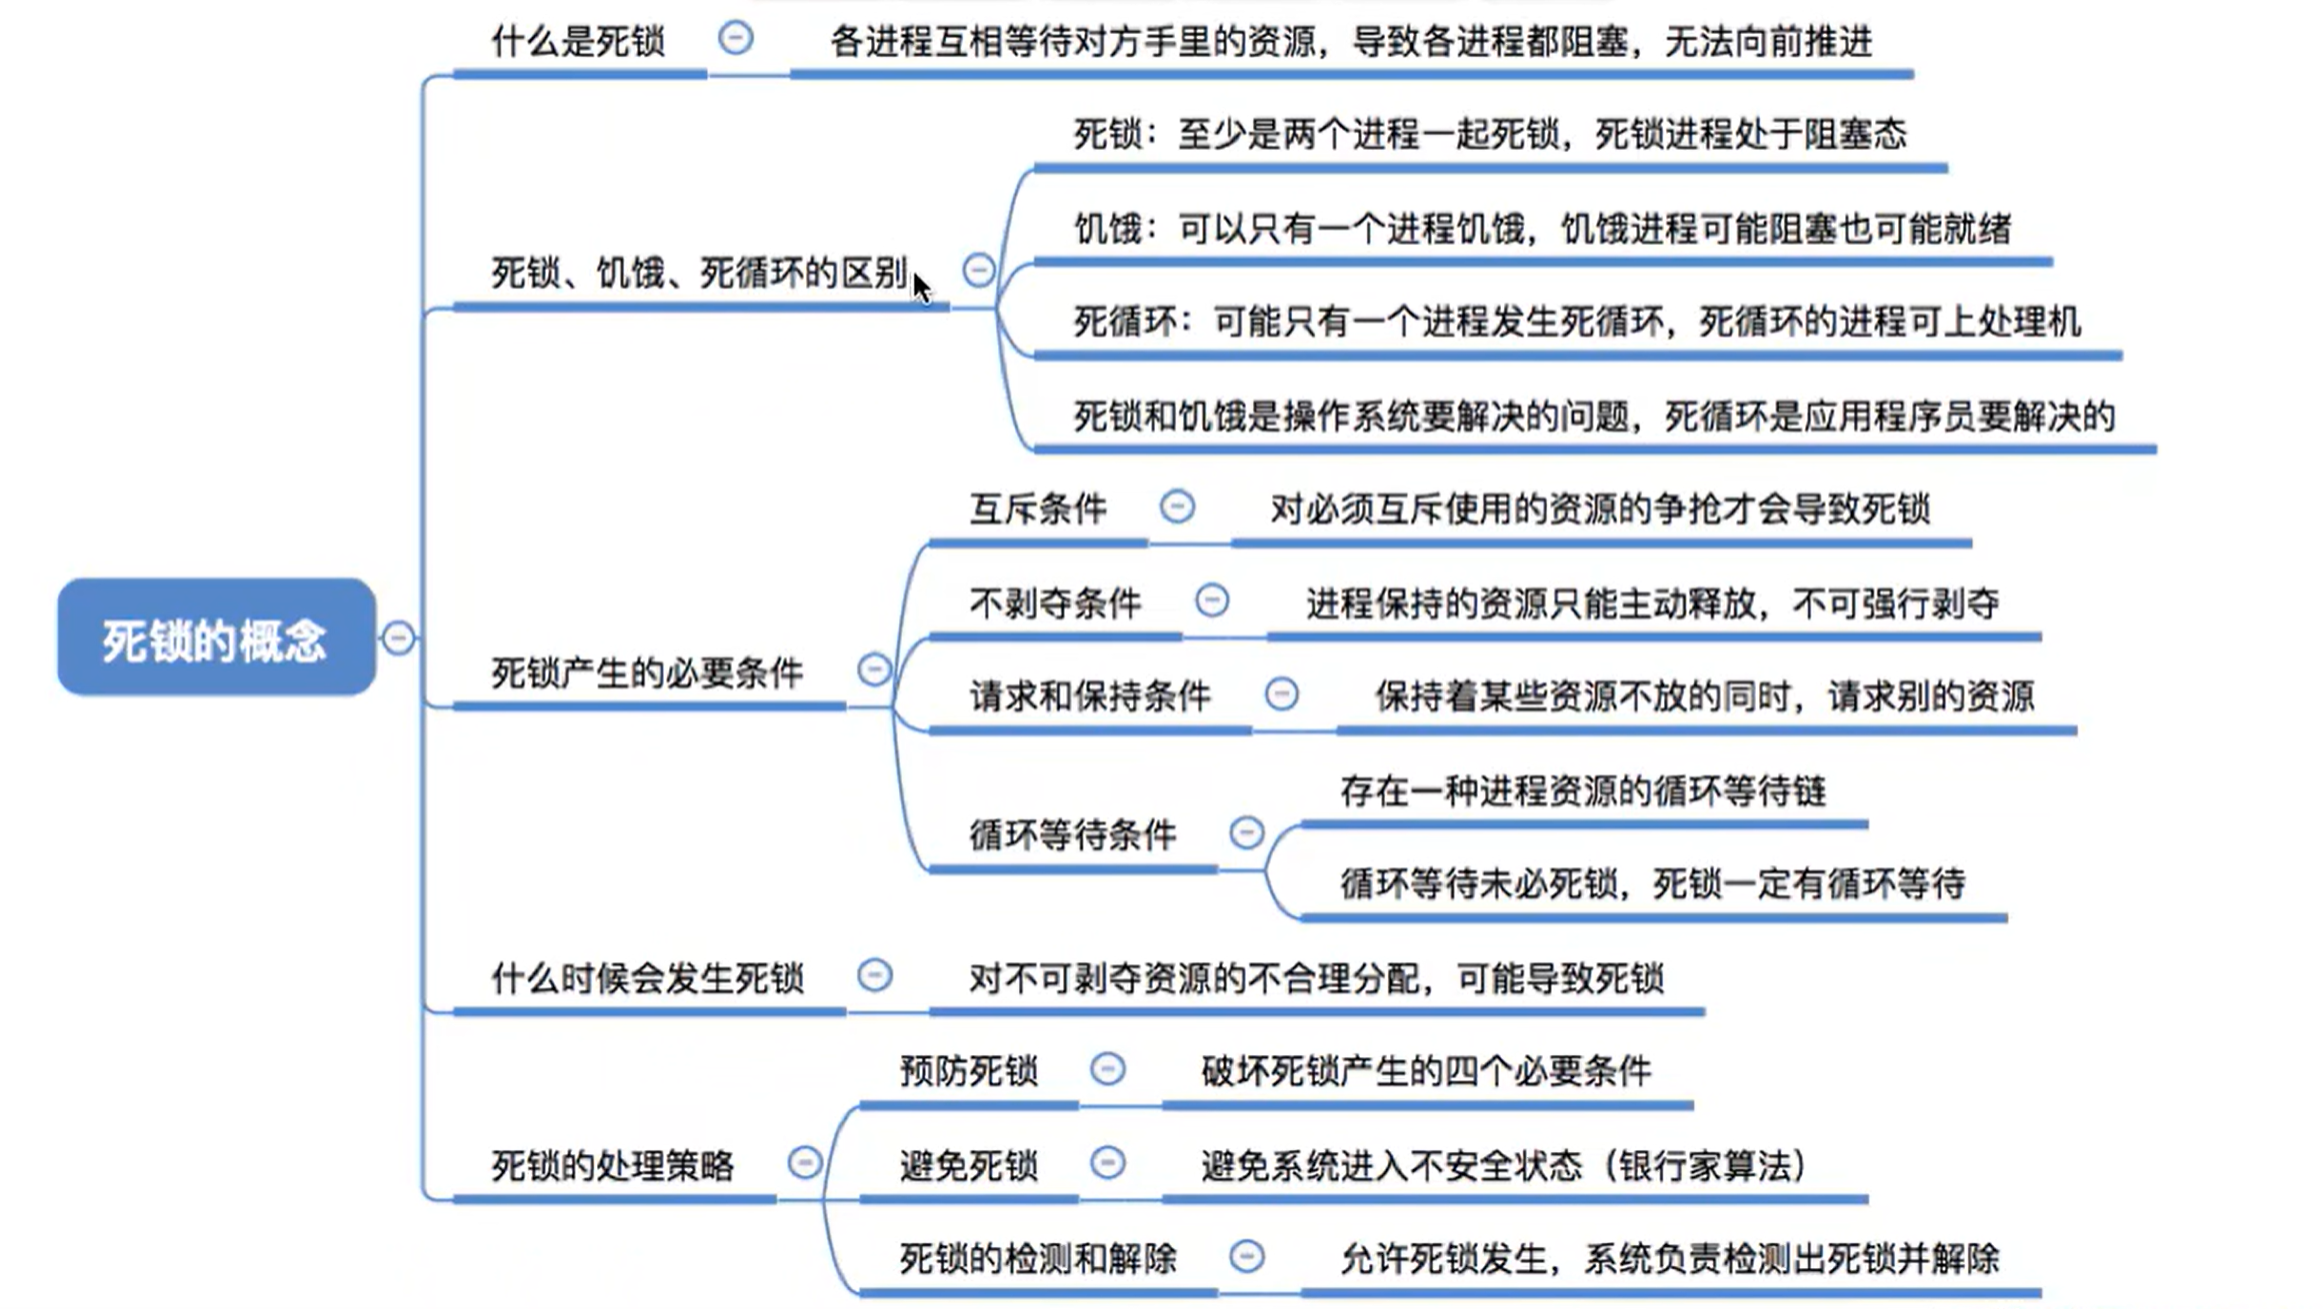 什么是死锁
各进程互相等待对方手里的资源，导致各进程都阻塞，无法向前推进
死锁：至少是两个进程一起死锁，死锁进程处于阻塞态
饥饿：可以只有一个进程饥饿，饥饿进程可能阻塞也可能就绪
死锁、饥饿、死循环的区别
死循环：可能只有一个进程发生死循环，死循环的进程可上处理机
死锁和饥饿是操作系统要解决的问题，死循环是应用程序员要解决的
互斥条件
对必须互斥使用的资源的争抢才会导致死锁
不剥夺条件
进程保持的资源只能主动释放，不可强行剥夺
死锁的概念
死锁产生的必要条件
请求和保持条件
保持着某些资源不放的同时，请求别的资源
存在一种进程资源的循环等待链
循环等待条件
循环等待未必死锁，死锁一定有循环等待
什么时候会发生死锁
对不可剥夺资源的不合理分配，可能导致死锁
预防死锁
破坏死锁产生的四个必要条件
死锁的处理策略
避免死锁
避免系统进入不安全状态（银行家算法）
死锁的检测和解除
允许死锁发生，系统负责检测出死锁并解除